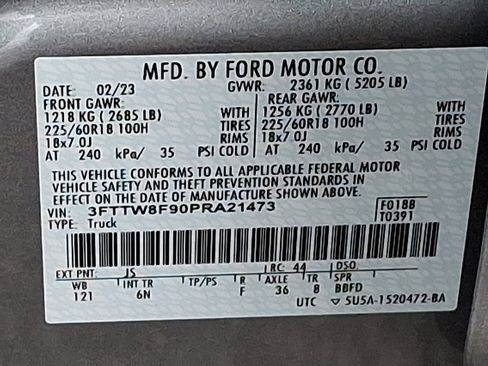 MFD. BY FORD MOTOR CO.
DATE: 02/23 GVWR: 2361 KG ( 5205 LB)
FRONT GAWR: REAR GAWR:
1218 KG ( 2685 LB) WITH 1256 KG ( 2770 LB) WITH
225/60R18 100H TIRES 225/60R18 100H TIRES
18x7.0J RIMS 18x7.0J RIMS
AT 240 kPa/ 35 PSI COLD AT 240 kPa/ 35 PSI COLD
THIS VEHICLE CONFORMS TO ALL APPLICABLE FEDERAL MOTOR
VEHICLE SAFETY AND THEFT PREVENTION STANDARDS IN
EFFECT ON THE DATE OF MANUFACTURE SHOWN ABOVE.
VIN: 3FTTW8F90PRA21473 F0188
TYPE: Truck T0391
EXT PNT: JS RC: 44 DSO:
WB INT TR TP/PS R AXLE TR SPR
121 6N F 36 8 BBFD
UTC ▽ 5U5A-1520472-BA